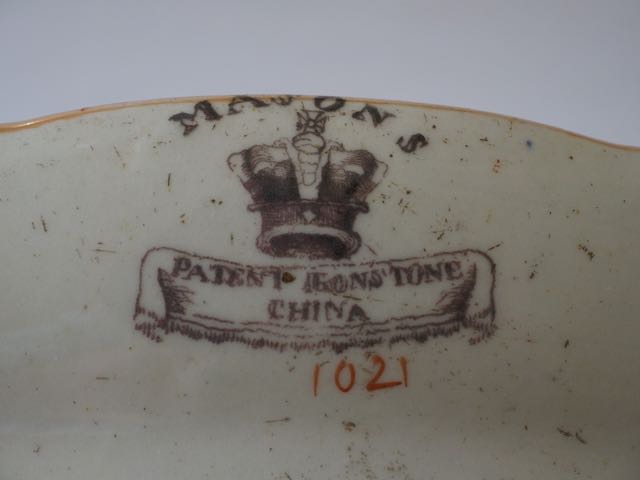 MASON'S
PATENT IRONSTONE
CHINA
1021